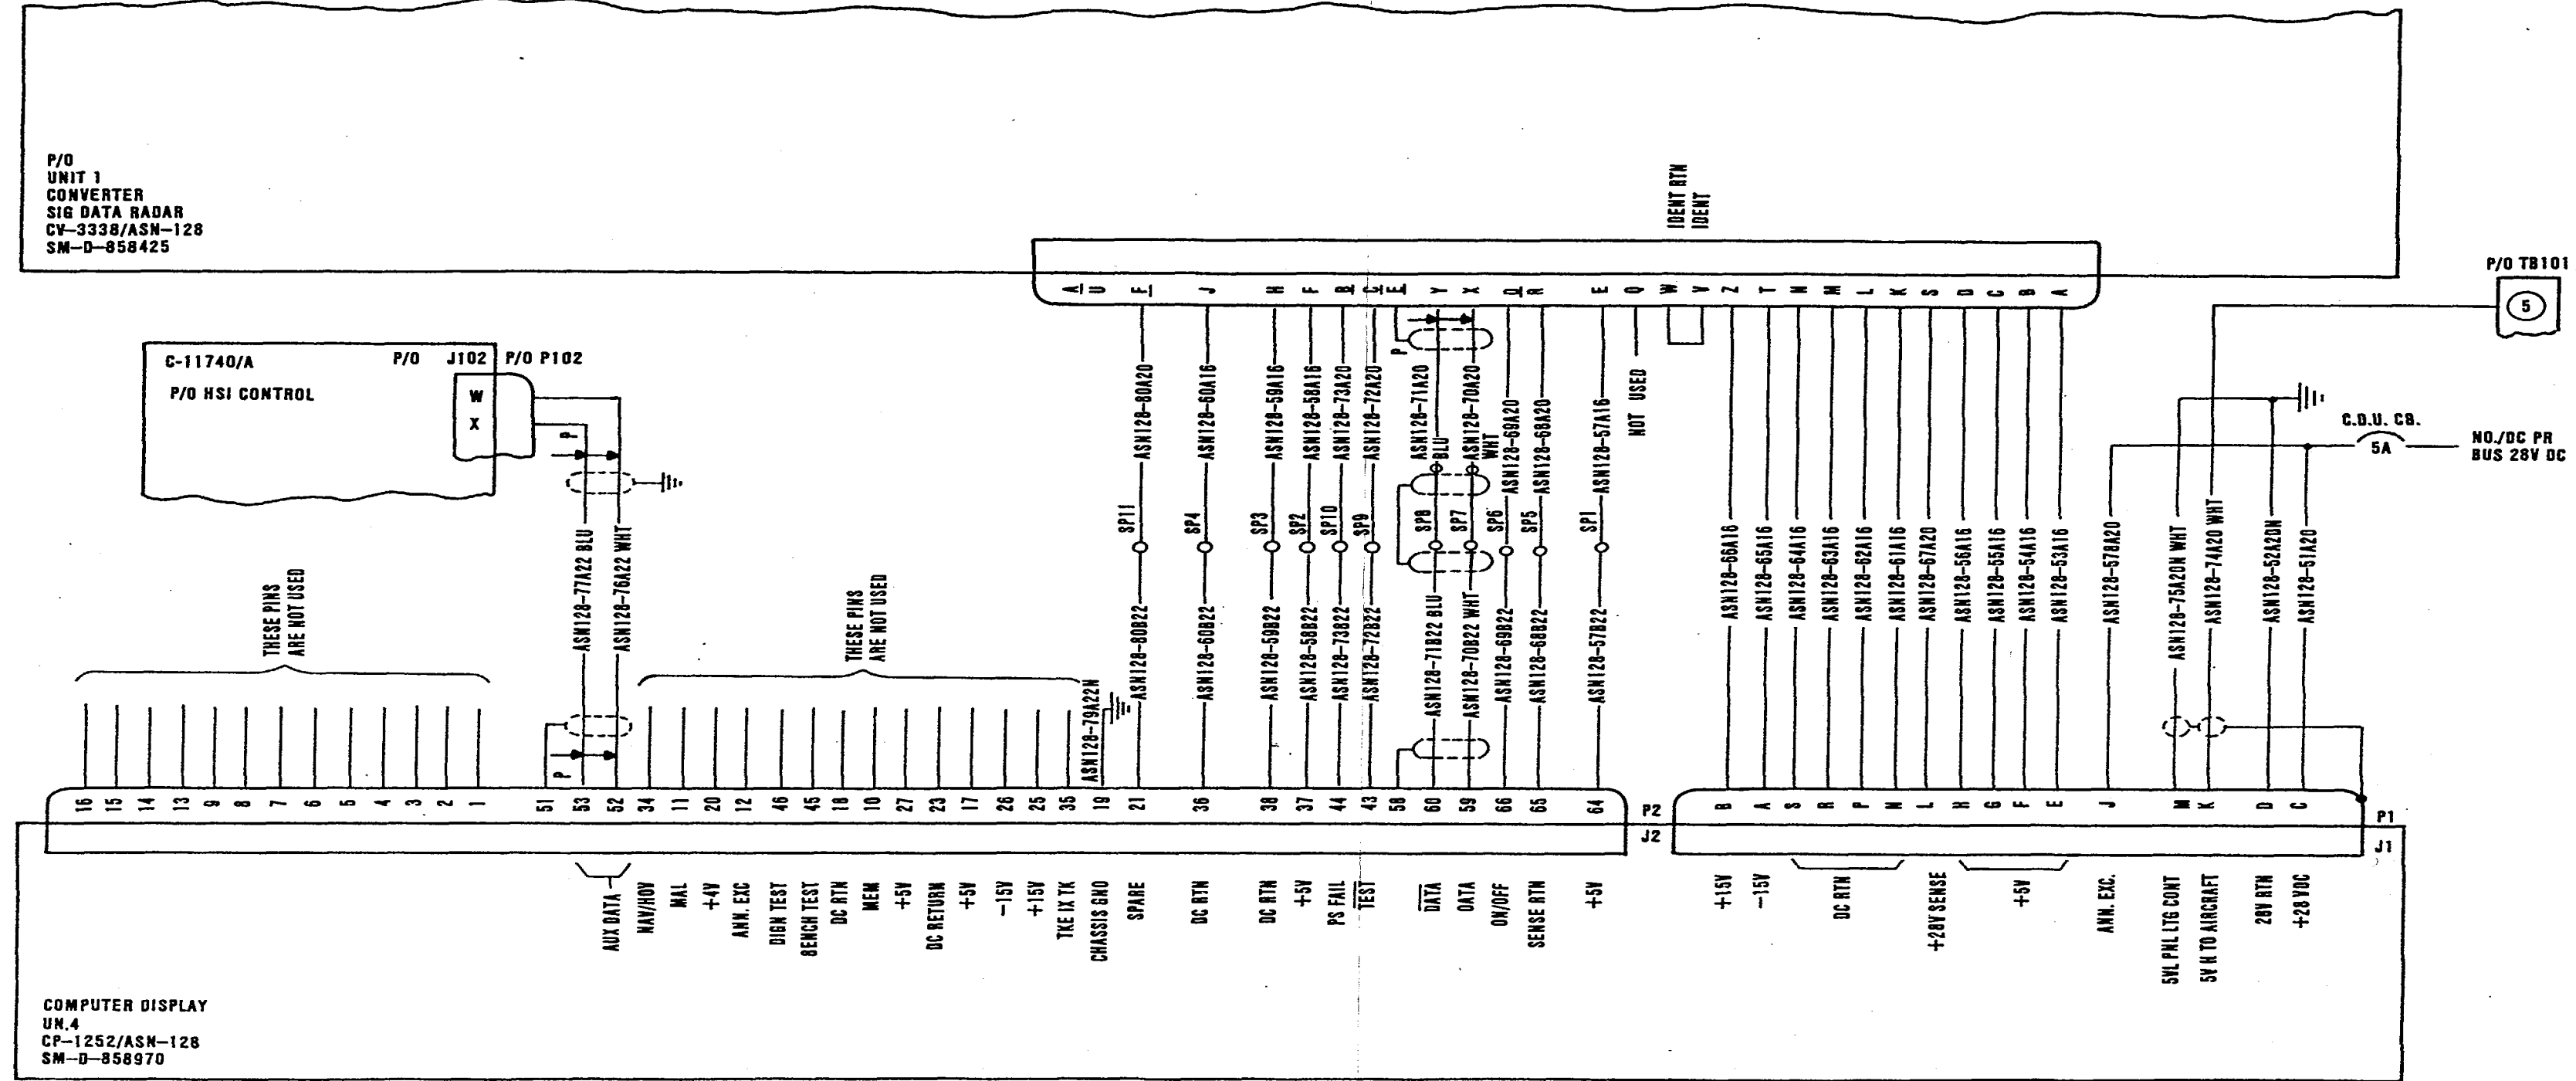 P/O
UNIT 1
CONVERTER
SIG DATA RADAR
CV-3338/ASN-128
SM-D-858425
IDENT RTN
IDENT
A U F J H F B C E Y X D R E Q W V Z T N M L K S D C B A
P/O TB101
5
C-11740/A
P/O J102 P/O P102
P/O HSI CONTROL
W
X
P
P
NOT USED
C.D.U. CB.
5A
NO./DC PR
BUS 28V DC
ASN128-80A20
ASN128-60A16
ASN128-59A16
ASN128-58A16
ASN128-73A20
ASN128-72A20
ASN128-71A20
BLU
ASN128-70A20
WHT
ASN128-69A20
ASN128-68A20
ASN128-57A16
SP11
SP4
SP3
SP2
SP10
SP9
SP8
SP7
SP6
SP5
SP1
ASN128-77A22 BLU
ASN128-76A22 WHT
ASN128-66A16
ASN128-65A16
ASN128-64A16
ASN128-63A16
ASN128-62A16
ASN128-61A16
ASN128-67A20
ASN128-56A16
ASN128-55A16
ASN128-54A16
ASN128-53A16
ASN128-578A20
ASN128-75A20N WHT
ASN128-74A20 WHT
ASN128-52A20N
ASN128-51A20
THESE PINS
ARE NOT USED
THESE PINS
ARE NOT USED
ASN128-79A22N
ASN128-80B22
ASN128-60B22
ASN128-59B22
ASN128-58B22
ASN128-73B22
ASN128-72B22
ASN128-71B22 BLU
ASN128-70B22 WHT
ASN128-69B22
ASN128-68B22
ASN128-57B22
P
16 15 14 13 9 8 7 6 5 4 3 2 1 51 53 52 34 11 20 12 46 45 18 10 27 23 17 26 25 35 19 21 36 38 37 44 43 58 60 59 66 65 64
P2
J2
B A S R P N L H G F E J M K D C
P1
J1
AUX DATA
NAV/HOV
MAL
+4V
ANN. EXC
DIGN TEST
BENCH TEST
DC RTN
MEM
+5V
DC RETURN
+5V
-15V
+15V
TKE IX TK
CHASSIS GND
SPARE
DC RTN
DC RTN
+5V
PS FAIL
TEST
DATA
DATA
ON/OFF
SENSE RTN
+5V
+15V
-15V
DC RTN
+28V SENSE
+5V
ANN. EXC.
5VL PNL LTG CONT
5V H TO AIRCRAFT
28V RTN
+28 VDC
COMPUTER DISPLAY
UN.4
CP-1252/ASN-128
SM-D-858970